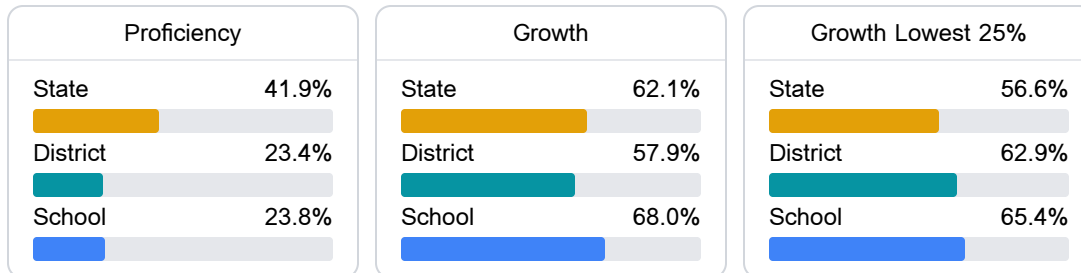 Proficiency
State 41.9%
District 23.4%
School 23.8%
Growth
State 62.1%
District 57.9%
School 68.0%
Growth Lowest 25%
State 56.6%
District 62.9%
School 65.4%